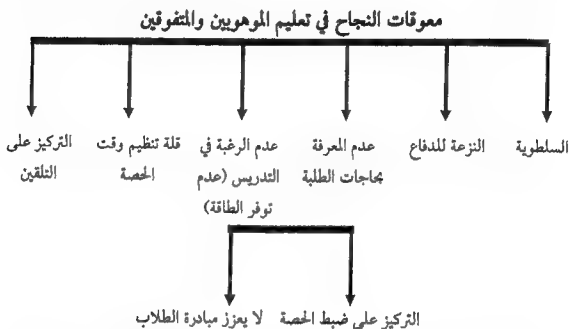 معوقات النجاح في تعليم الموهوبين والمتفوقين
السلطوية
النزعة للدفاع
عدم المعرفة
بحاجات الطلبة
عدم الرغبة في
التدريس (عدم
توفر الطاقة)
قلة تنظيم وقت
الحصة
التركيز على
التلقين
التركيز على ضبط الحصة
لا يعزز مبادرة الطلاب